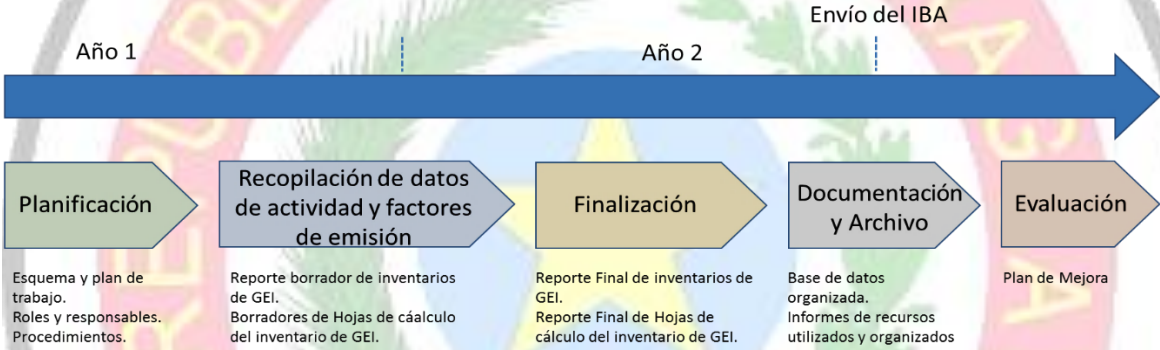 Envío del IBA
Año 1
Año 2
Planificación
Recopilación de datos
de actividad y factores
de emisión
Finalización
Documentación
y Archivo
Evaluación
Esquema y plan de
trabajo.
Roles y responsables.
Procedimientos.
Reporte borrador de inventarios
de GEI.
Borradores de Hojas de cáalculo
del inventario de GEI.
Reporte Final de inventarios de
GEI.
Reporte Final de Hojas de
cálculo del inventario de GEI.
Base de datos
organizada.
Informes de recursos
utilizados y organizados
Plan de Mejora